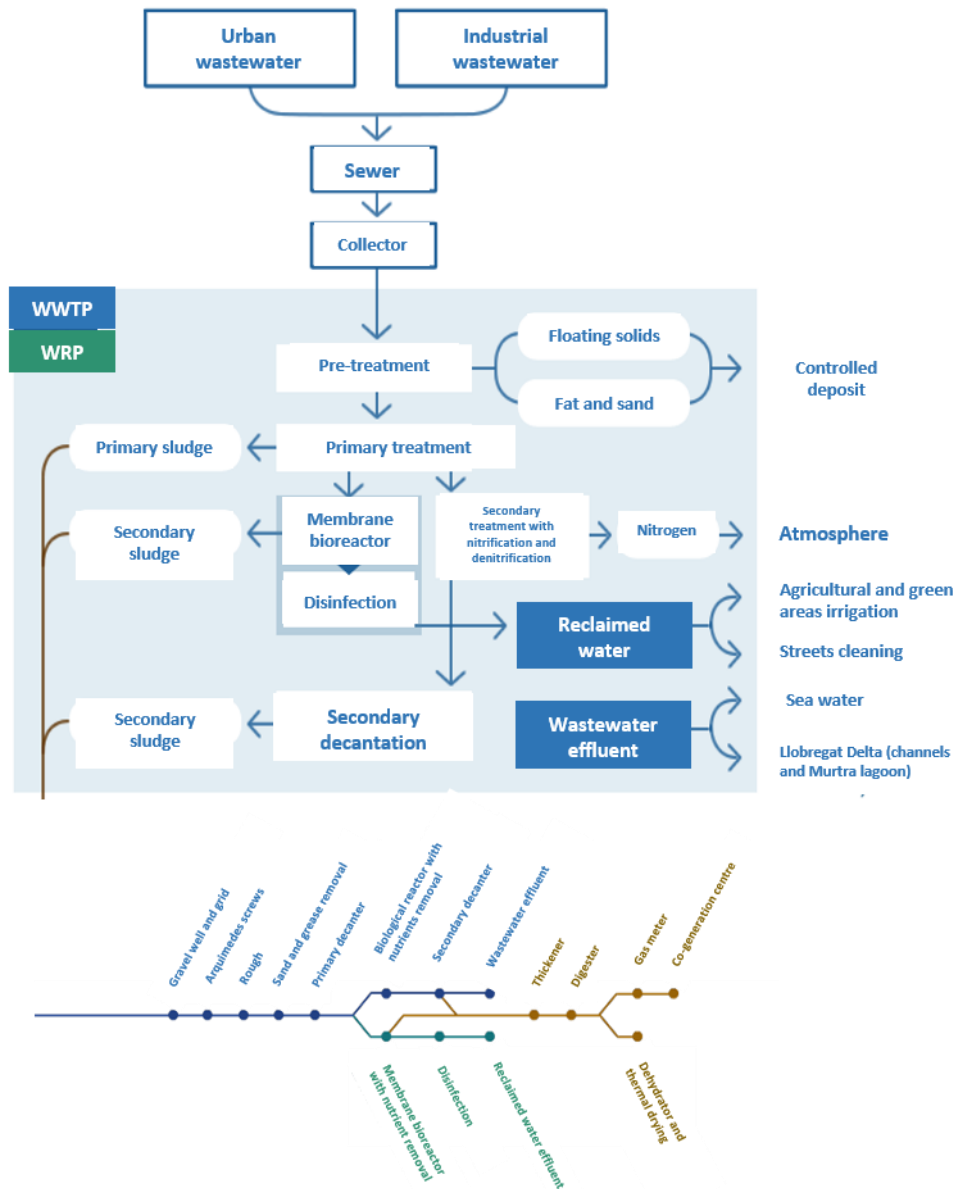 Urban
wastewater
Industrial
wastewater
Sewer
Collector
WWTP
WRP
Pre-treatment
Floating solids
Fat and sand
Controlled
deposit
Primary sludge
Primary treatment
Secondary
sludge
Membrane
bioreactor
Secondary
treatment with
nitrification and
denitrification
Nitrogen
Atmosphere
Disinfection
Reclaimed
water
Agricultural and green
areas irrigation
Streets cleaning
Secondary
sludge
Secondary
decantation
Wastewater
effluent
Sea water
Llobregat Delta (channels
and Murtra lagoon)
Gravel well and grid
Arquimedes screws
Rough
Sand and grease removal
Primary decanter
Biological reactor with
nutrients removal
Secondary decanter
Wastewater effluent
Thickener
Digester
Gas meter
Co-generation centre
Membrane bioreactor
with nutrient removal
Disinfection
Reclaimed water effluent
Dehydrator and
thermal drying